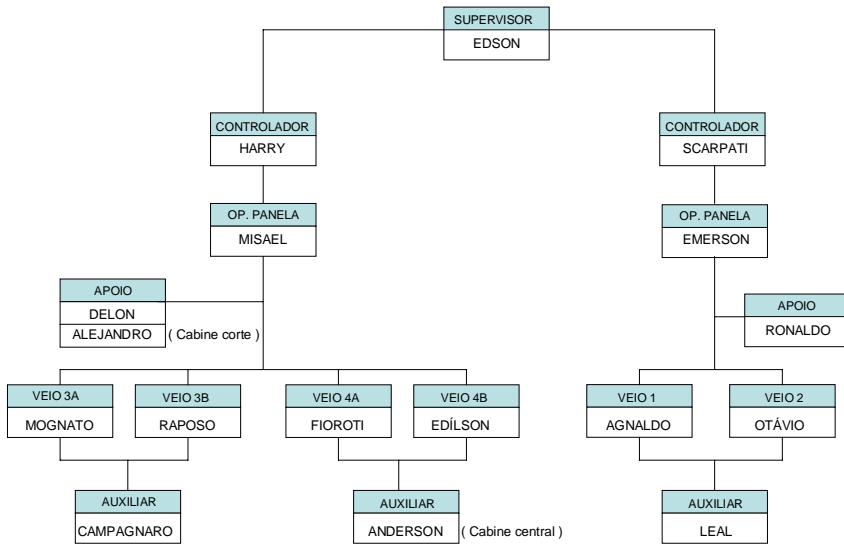 SUPERVISOR
EDSON
CONTROLADOR
HARRY
CONTROLADOR
SCARPATI
OP. PANELA
MISAEL
OP. PANELA
EMERSON
APOIO
DELON
ALEJANDRO ( Cabine corte )
APOIO
RONALDO
VEIO 3A
MOGNATO
VEIO 3B
RAPOSO
VEIO 4A
FIOROTI
VEIO 4B
EDÍLSON
VEIO 1
AGNALDO
VEIO 2
OTÁVIO
AUXILIAR
CAMPAGNARO
AUXILIAR
ANDERSON ( Cabine central )
AUXILIAR
LEAL